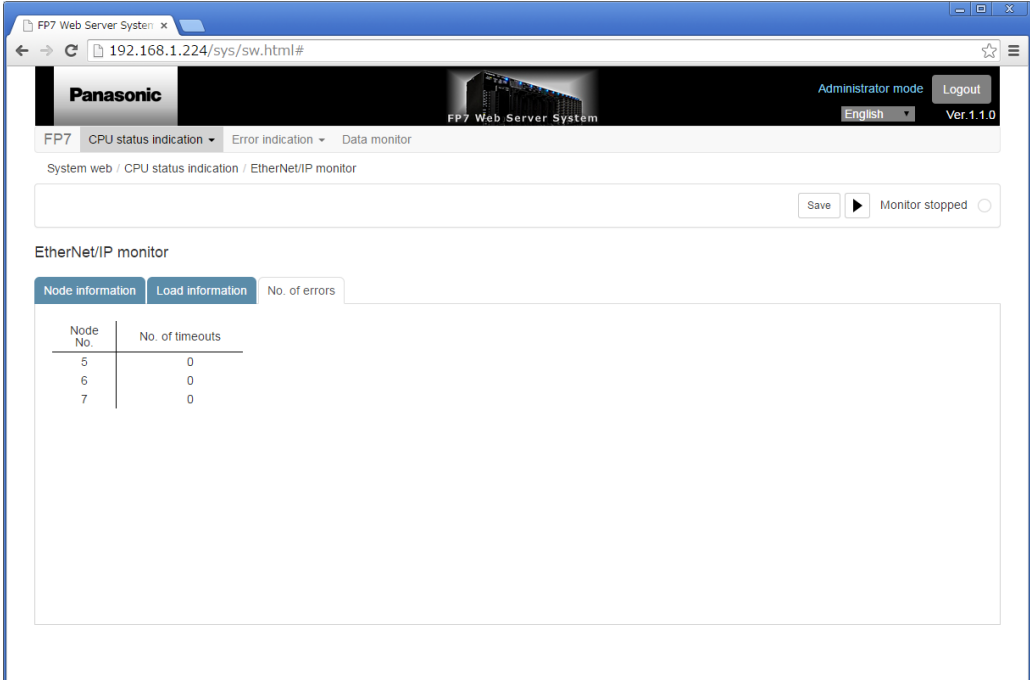 FP7 Web Server System
192.168.1.224/sys/sw.html#
Panasonic
FP7 Web Server System
Administrator mode
Logout
English
Ver.1.1.0
FP7 CPU status indication Error indication Data monitor
System web / CPU status indication / EtherNet/IP monitor
Save Monitor stopped
EtherNet/IP monitor
Node information Load information No. of errors
Node No. No. of timeouts
5 0
6 0
7 0